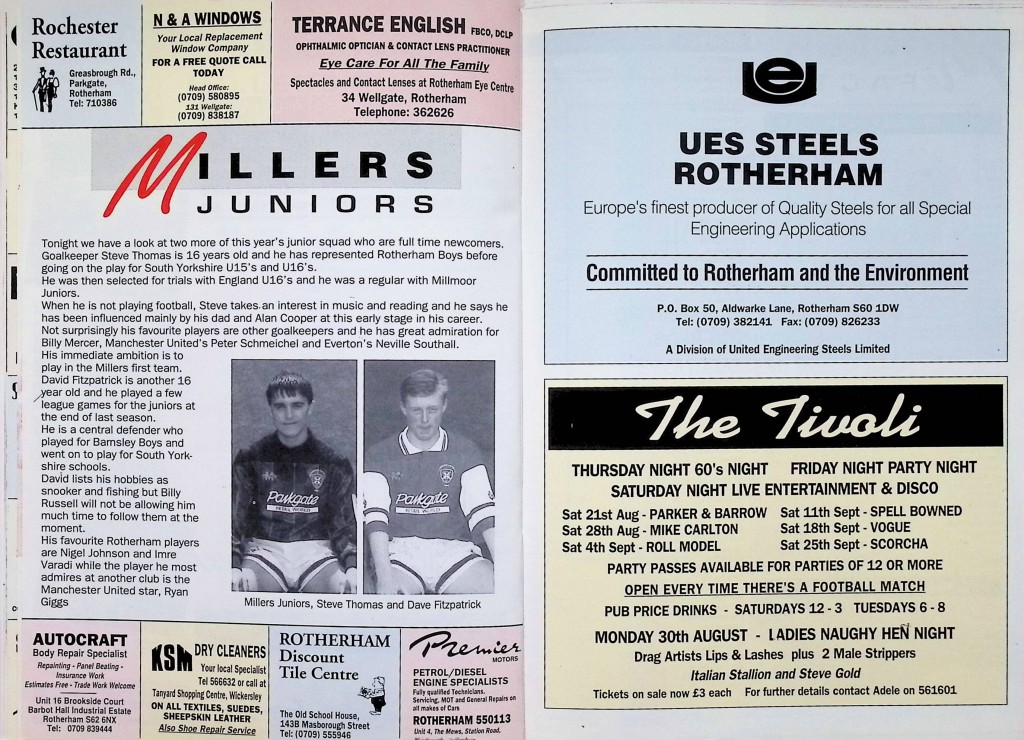 Rochester
Restaurant
Greasbrough Rd.,
Parkgate,
Rotherham
Tel: 710386
N & A WINDOWS
Your Local Replacement
Window Company
FOR A FREE QUOTE CALL
TODAY
Head Office:
(0709) 580895
131 Wellgate:
(0709) 838187
TERRANCE ENGLISH FBCO, DCLP
OPHTHALMIC OPTICIAN & CONTACT LENS PRACTITIONER
Eye Care For All The Family
Spectacles and Contact Lenses at Rotherham Eye Centre
34 Wellgate, Rotherham
Telephone: 362626
MILLERS
JUNIORS
Tonight we have a look at two more of this year's junior squad who are full time newcomers.
Goalkeeper Steve Thomas is 16 years old and he has represented Rotherham Boys before
going on the play for South Yorkshire U15's and U16's.
He was then selected for trials with England U16's and he was a regular with Millmoor
Juniors.
When he is not playing football, Steve takes an interest in music and reading and he says he
has been influenced mainly by his dad and Alan Cooper at this early stage in his career.
Not surprisingly his favourite players are other goalkeepers and he has great admiration for
Billy Mercer, Manchester United's Peter Schmeichel and Everton's Neville Southall.
His immediate ambition is to
play in the Millers first team.
David Fitzpatrick is another 16
year old and he played a few
league games for the juniors at
the end of last season.
He is a central defender who
played for Barnsley Boys and
went on to play for South York-
shire schools.
David lists his hobbies as
snooker and fishing but Billy
Russell will not be allowing him
much time to follow them at the
moment.
His favourite Rotherham players
are Nigel Johnson and Imre
Varadi while the player he most
admires at another club is the
Manchester United star, Ryan
Giggs
Parkgate
RETAIL WORLD
Parkgate
RETAIL WORLD
Millers Juniors, Steve Thomas and Dave Fitzpatrick
AUTOCRAFT
Body Repair Specialist
Repainting - Panel Beating -
Insurance Work
Estimates Free - Trade Work Welcome
Unit 16 Brookside Court
Barbot Hall Industrial Estate
Rotherham S62 6NX
Tel: 0709 839444
KSM DRY CLEANERS
Your local Specialist
Tel 566632 or call at
Tanyard Shopping Centre, Wickersley
ON ALL TEXTILES, SUEDES,
SHEEPSKIN LEATHER
Also Shoe Repair Service
ROTHERHAM
Discount
Tile Centre
The Old School House,
143B Masborough Street
Tel: (0709) 555946
Premier
MOTORS
PETROL/DIESEL
ENGINE SPECIALISTS
Fully qualified Technicians.
Servicing, MOT and General Repairs on
all makes of Cars
ROTHERHAM 550113
Unit 4, The Mews, Station Road,
UES STEELS
ROTHERHAM
Europe's finest producer of Quality Steels for all Special
Engineering Applications
Committed to Rotherham and the Environment
P.O. Box 50, Aldwarke Lane, Rotherham S60 1DW
Tel: (0709) 382141 Fax: (0709) 826233
A Division of United Engineering Steels Limited
The Tivoli
THURSDAY NIGHT 60's NIGHT FRIDAY NIGHT PARTY NIGHT
SATURDAY NIGHT LIVE ENTERTAINMENT & DISCO
Sat 21st Aug - PARKER & BARROW Sat 11th Sept - SPELL BOWNED
Sat 28th Aug - MIKE CARLTON Sat 18th Sept - VOGUE
Sat 4th Sept - ROLL MODEL Sat 25th Sept - SCORCHA
PARTY PASSES AVAILABLE FOR PARTIES OF 12 OR MORE
OPEN EVERY TIME THERE'S A FOOTBALL MATCH
PUB PRICE DRINKS - SATURDAYS 12 - 3 TUESDAYS 6 - 8
MONDAY 30th AUGUST - LADIES NAUGHY HEN NIGHT
Drag Artists Lips & Lashes plus 2 Male Strippers
Italian Stallion and Steve Gold
Tickets on sale now £3 each For further details contact Adele on 561601